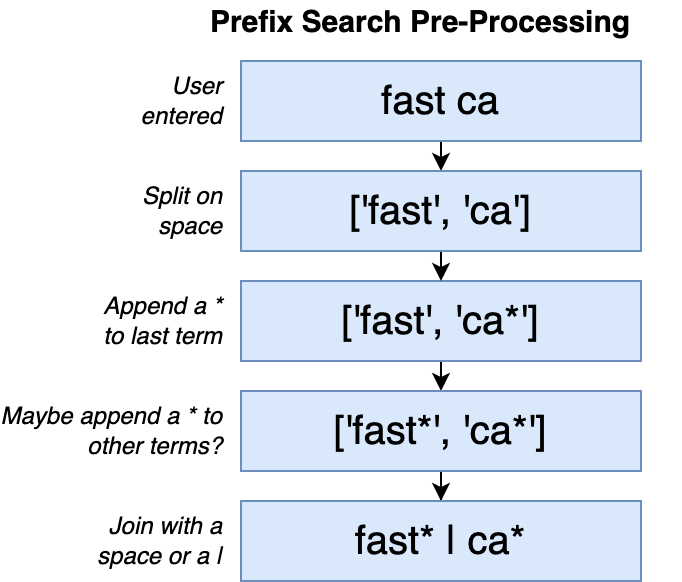 Prefix Search Pre-Processing
User
entered
fast ca
Split on
space
['fast', 'ca']
Append a *
to last term
['fast', 'ca*']
Maybe append a * to
other terms?
['fast*', 'ca*']
Join with a
space or a |
fast* | ca*